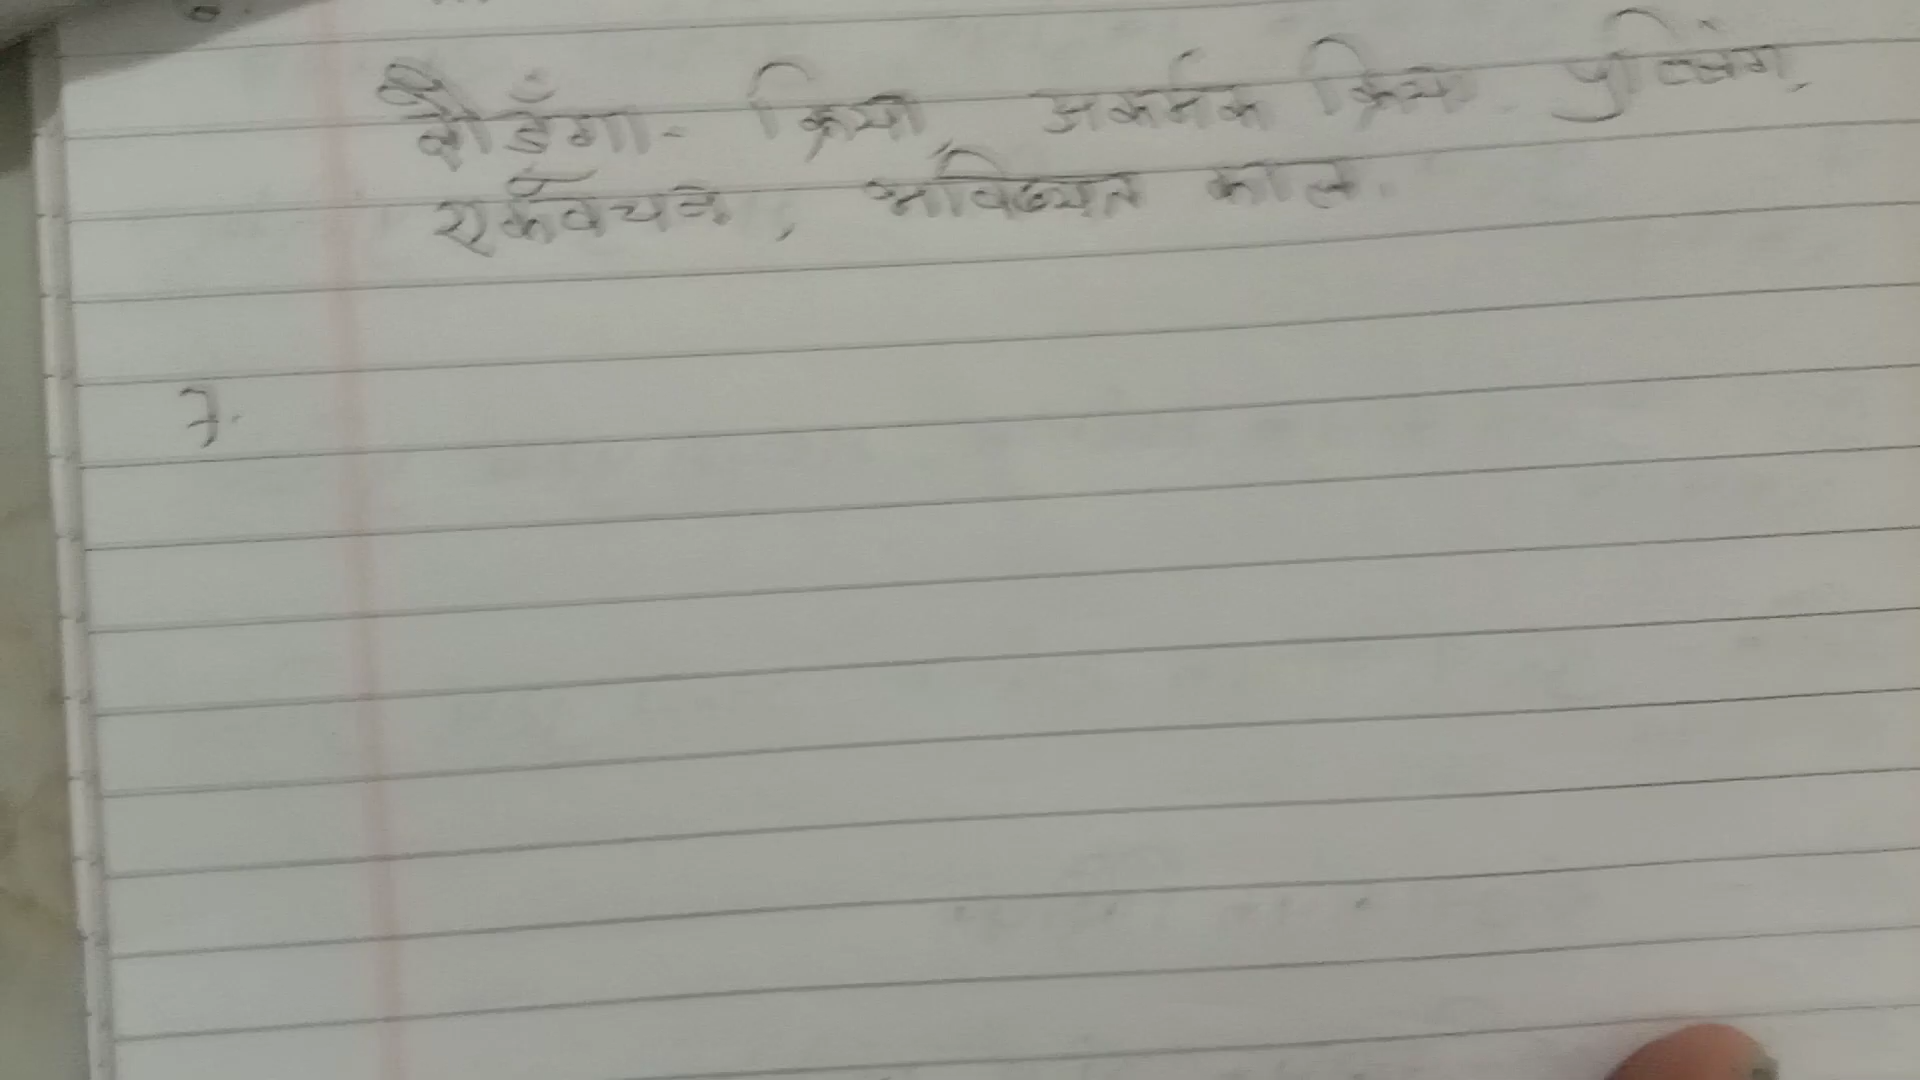 दौडूँगा - क्रिया, अकर्मक क्रिया पुल्लिंग,
एकवचन, भविष्यत काल.
7.